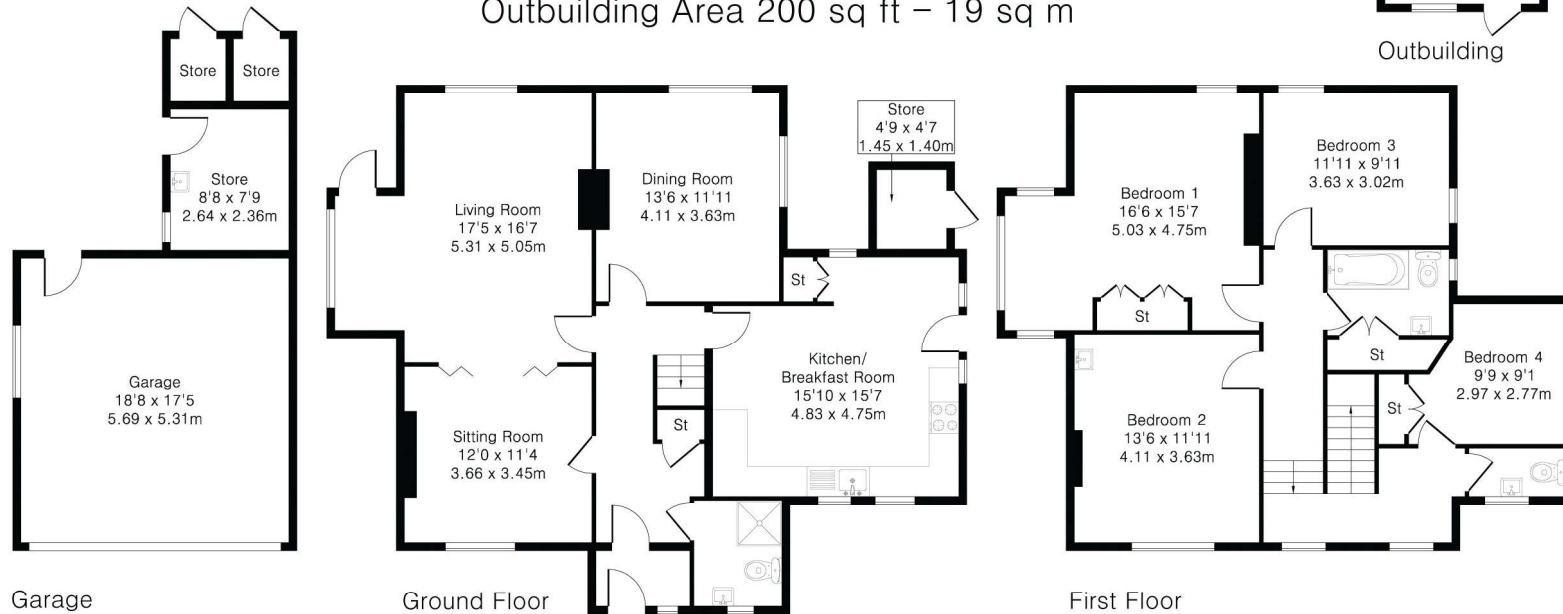 Outbuilding Area 200 sq ft – 19 sq m
Outbuilding
Store
Store
Store
8'8 x 7'9
2.64 x 2.36m
Garage
18'8 x 17'5
5.69 x 5.31m
Garage
Living Room
17'5 x 16'7
5.31 x 5.05m
Dining Room
13'6 x 11'11
4.11 x 3.63m
Store
4'9 x 4'7
1.45 x 1.40m
St
Kitchen/
Breakfast Room
15'10 x 15'7
4.83 x 4.75m
St
Sitting Room
12'0 x 11'4
3.66 x 3.45m
Ground Floor
Bedroom 1
16'6 x 15'7
5.03 x 4.75m
St
Bedroom 3
11'11 x 9'11
3.63 x 3.02m
St
Bedroom 4
9'9 x 9'1
2.97 x 2.77m
St
Bedroom 2
13'6 x 11'11
4.11 x 3.63m
First Floor